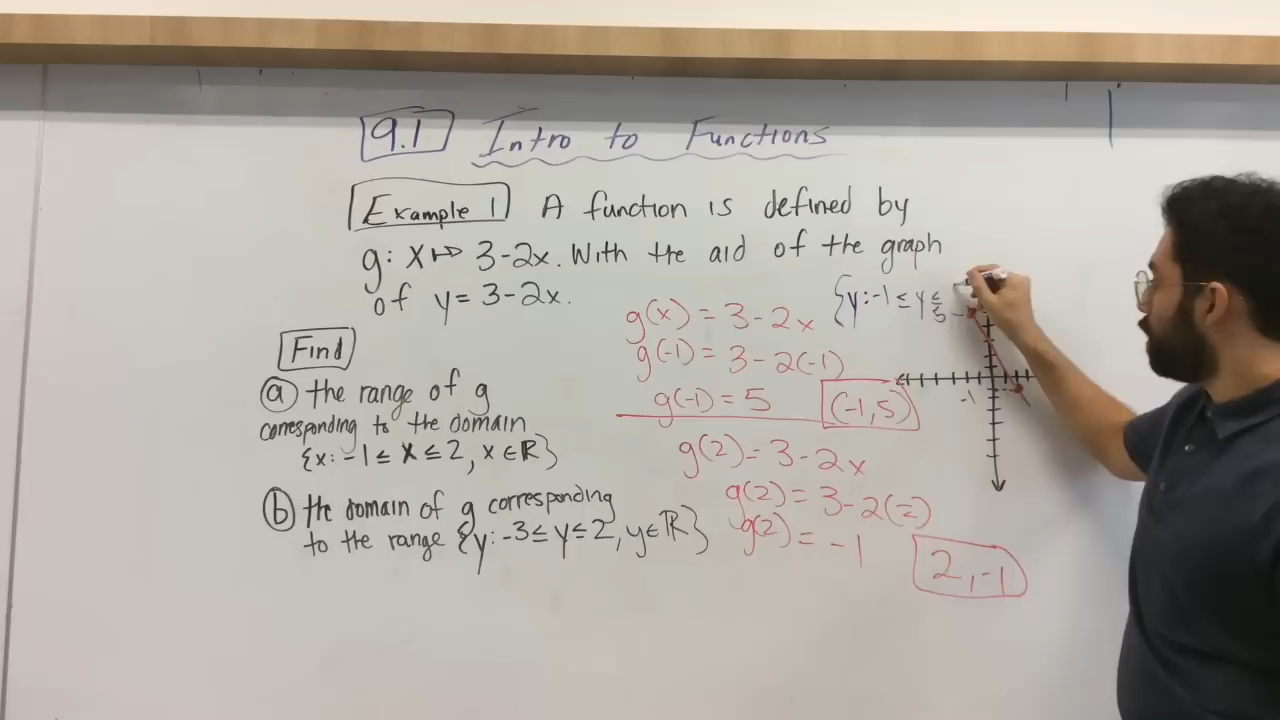 9.1 Intro to Functions
Example 1 A function is defined by
g: x ↦ 3-2x. With the aid of the graph
of y = 3-2x.
Find
ⓐ the range of g
corresponding to the domain
{x: -1 ≤ x ≤ 2, x ∈ ℝ}
ⓑ the domain of g corresponding
to the range {y: -3 ≤ y ≤ 2, y ∈ ℝ}
g(x) = 3-2x
g(-1) = 3-2(-1)
g(-1) = 5 (-1,5)
g(2) = 3-2x
g(2) = 3-2(2)
g(2) = -1
2,-1
{y: -1 ≤ y ≤
5
-1